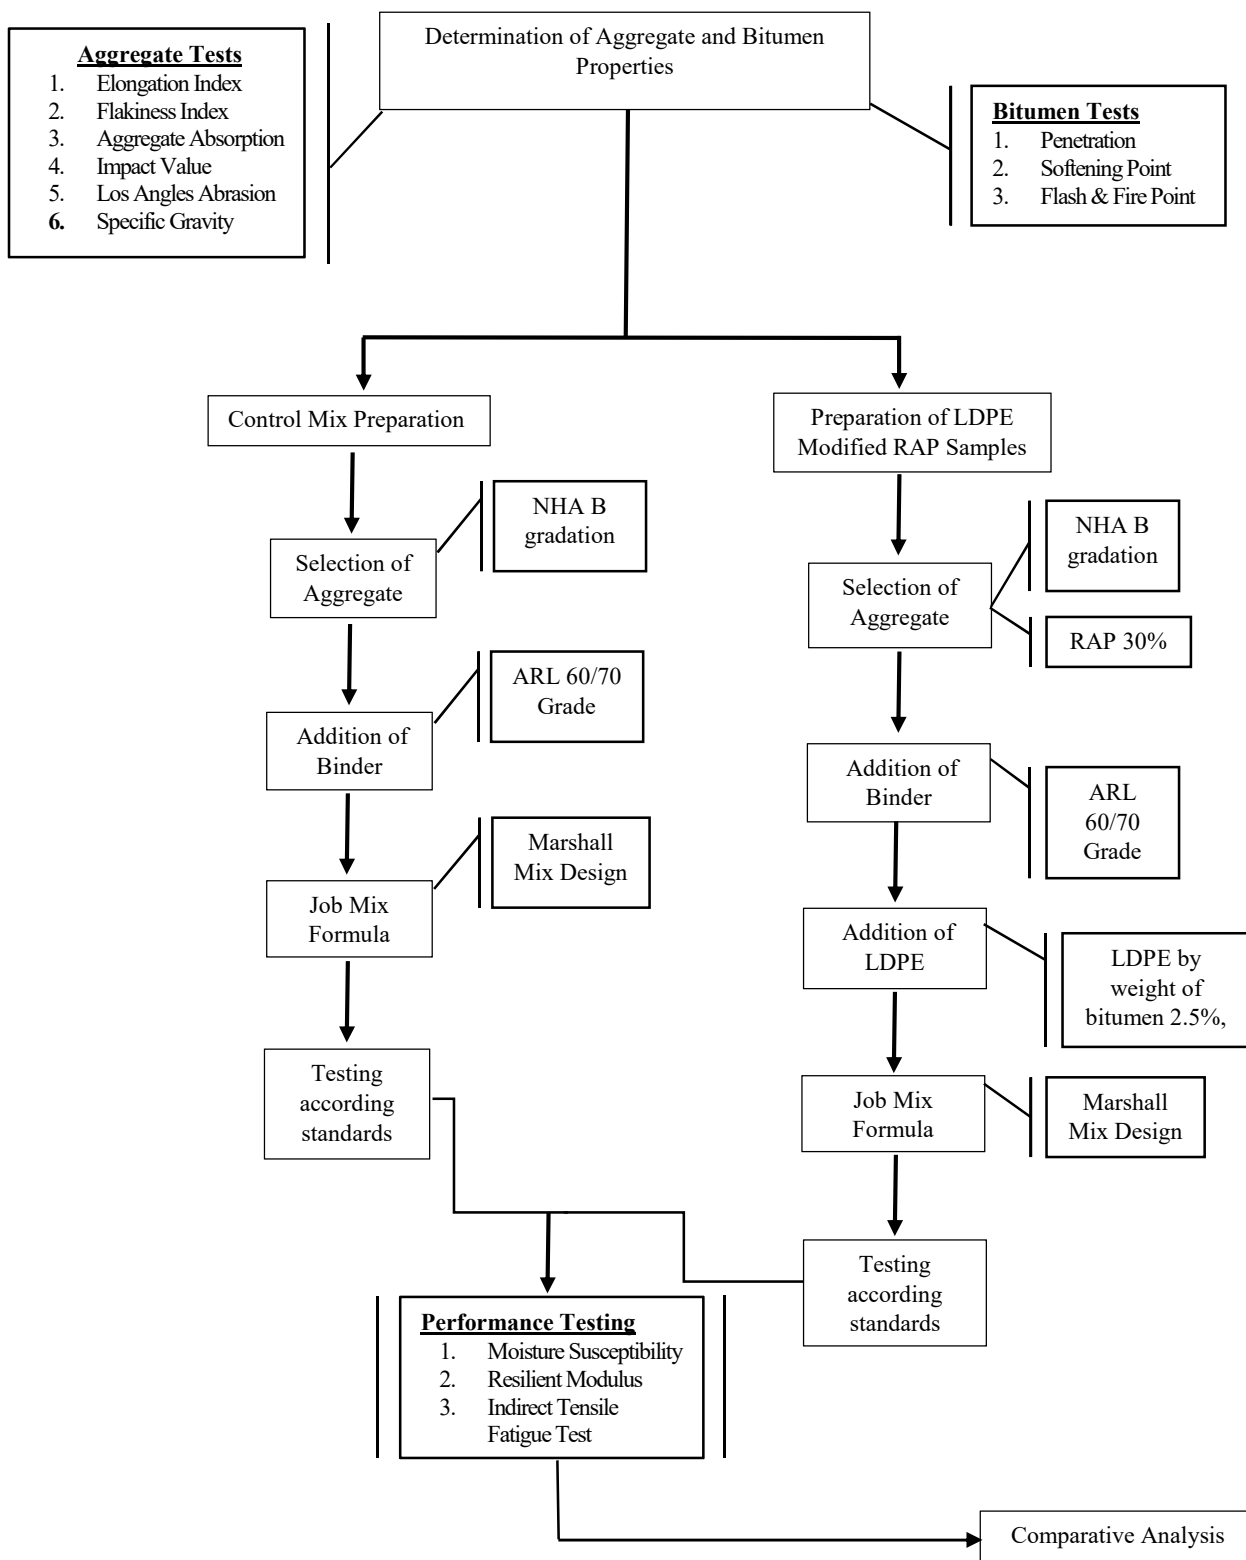 Determination of Aggregate and Bitumen
Properties
Aggregate Tests
1. Elongation Index
2. Flakiness Index
3. Aggregate Absorption
4. Impact Value
5. Los Angles Abrasion
6. Specific Gravity
Bitumen Tests
1. Penetration
2. Softening Point
3. Flash & Fire Point
Control Mix Preparation
NHA B
gradation
Selection of
Aggregate
ARL 60/70
Grade
Addition of
Binder
Marshall
Mix Design
Job Mix
Formula
Testing
according
standards
Preparation of LDPE
Modified RAP Samples
NHA B
gradation
Selection of
Aggregate
RAP 30%
Addition of
Binder
ARL
60/70
Grade
Addition of
LDPE
LDPE by
weight of
bitumen 2.5%,
Job Mix
Formula
Marshall
Mix Design
Testing
according
standards
Performance Testing
1. Moisture Susceptibility
2. Resilient Modulus
3. Indirect Tensile
Fatigue Test
Comparative Analysis